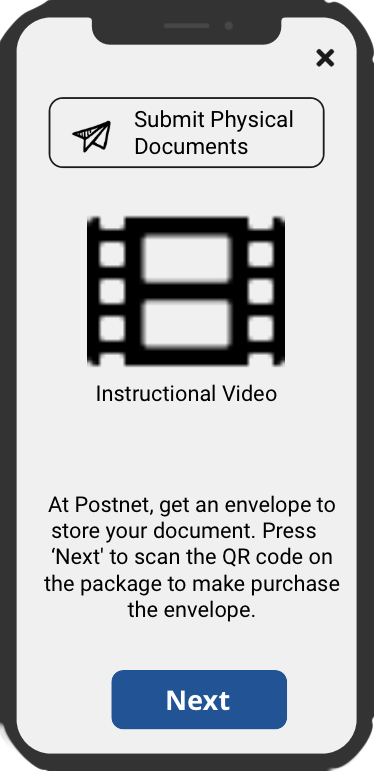 Submit Physical
Documents
Instructional Video
At Postnet, get an envelope to
store your document. Press
‘Next' to scan the QR code on
the package to make purchase
the envelope.
Next